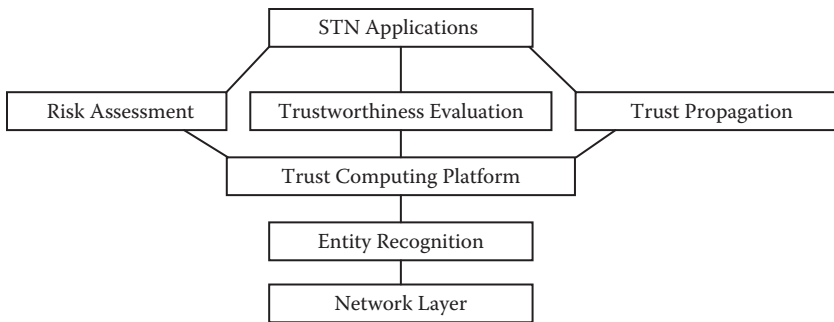 STN Applications
Risk Assessment
Trustworthiness Evaluation
Trust Propagation
Trust Computing Platform
Entity Recognition
Network Layer